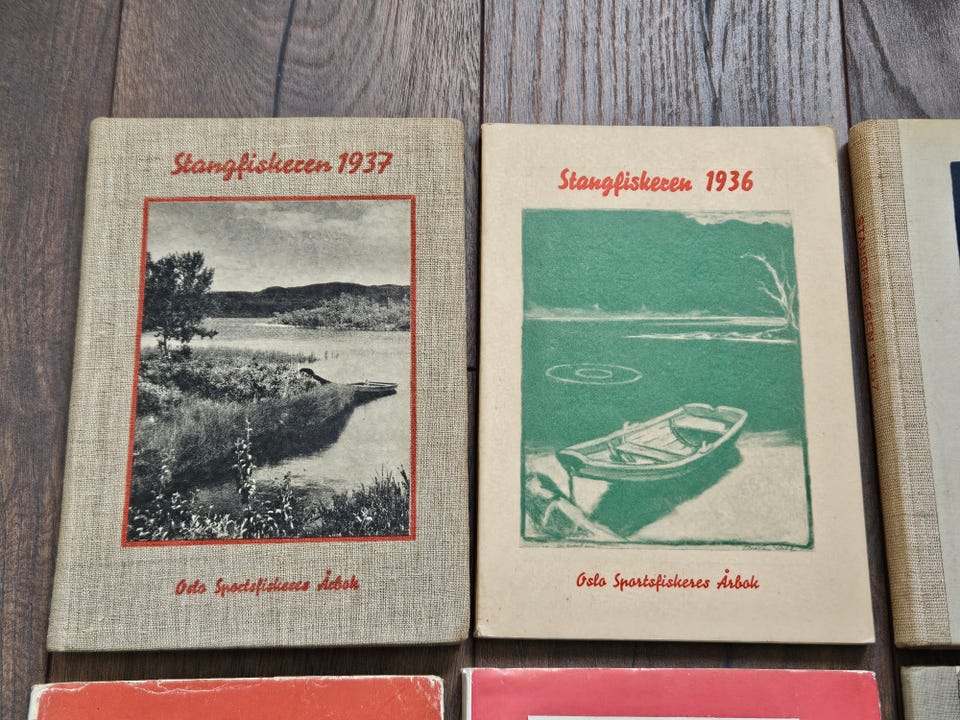 Stangfiskeren 1937
Oslo Sportsfiskeres Årbok
Stangfiskeren 1936
Oslo Sportsfiskeres Årbok